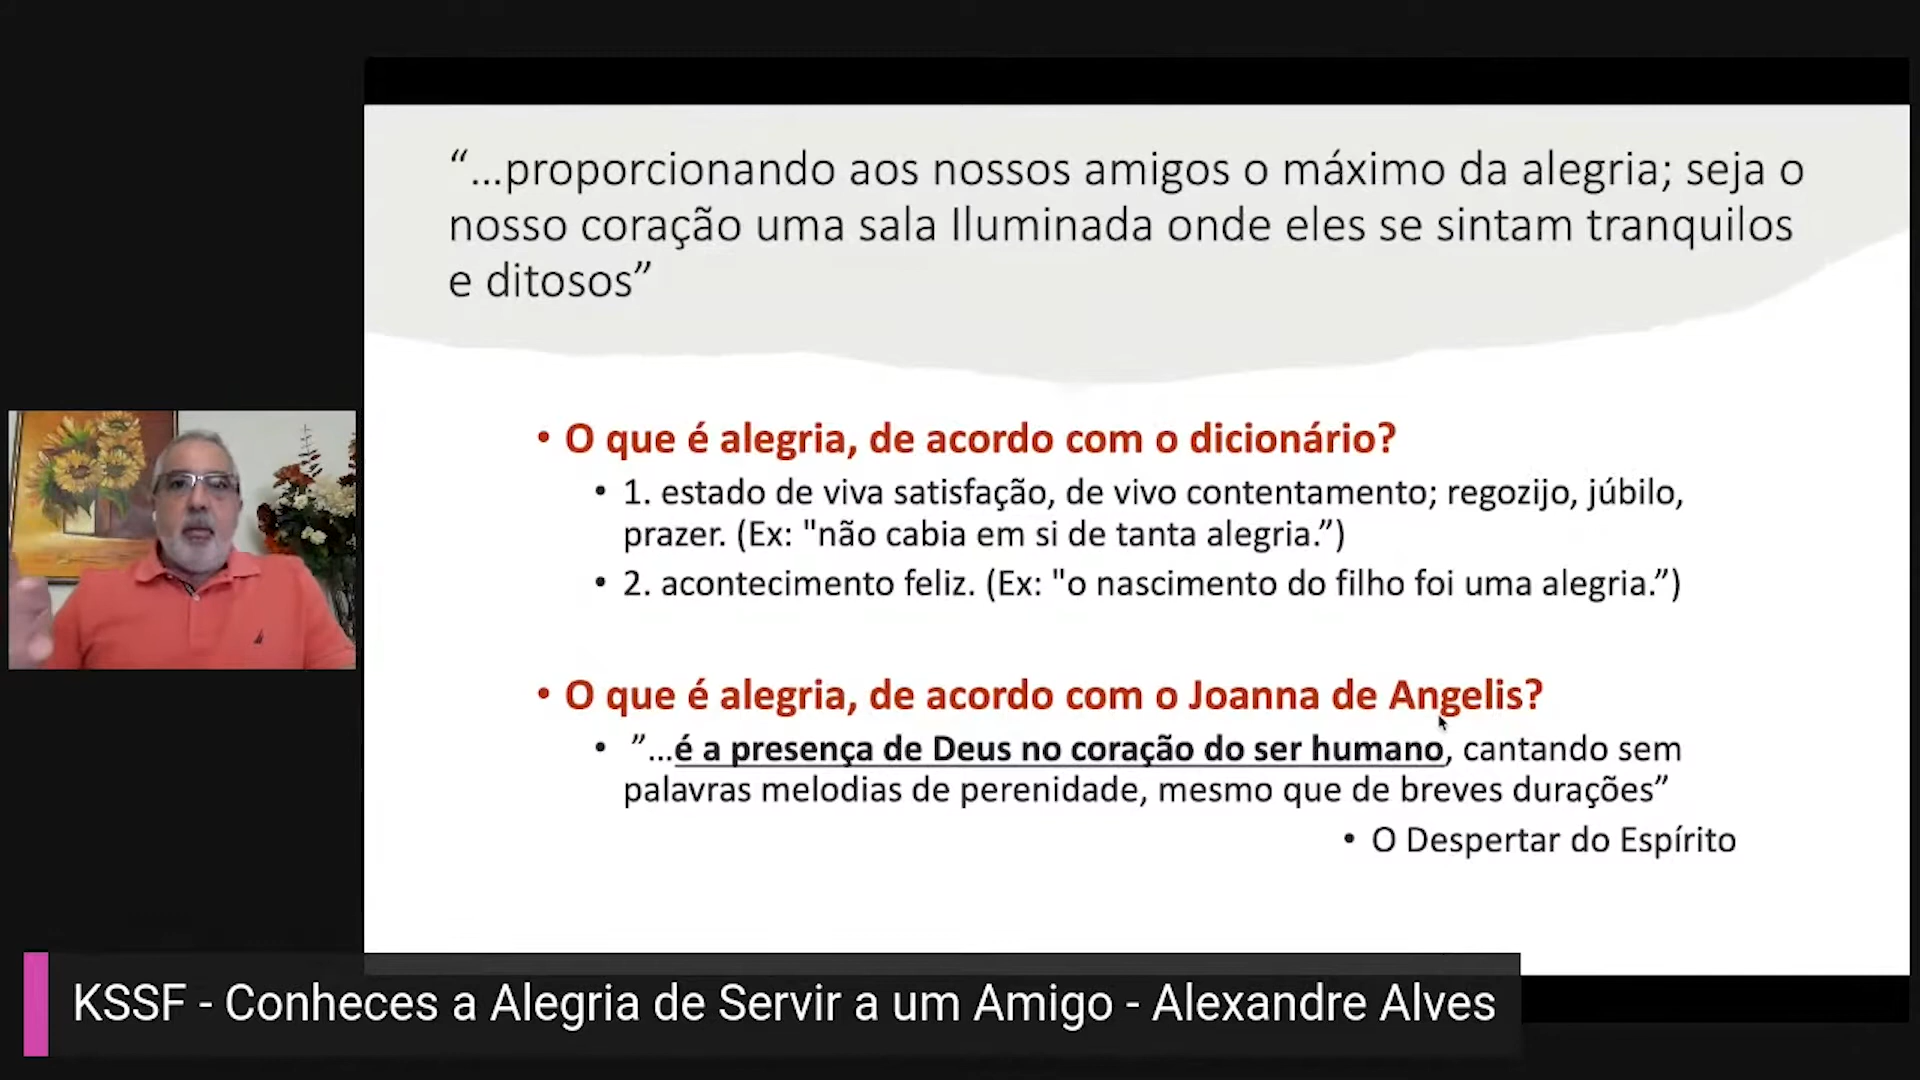 “...proporcionando aos nossos amigos o máximo da alegria; seja o
nosso coração uma sala Iluminada onde eles se sintam tranquilos
e ditosos”
• O que é alegria, de acordo com o dicionário?
• 1. estado de viva satisfação, de vivo contentamento; regozijo, júbilo,
prazer. (Ex: "não cabia em si de tanta alegria.”)
• 2. acontecimento feliz. (Ex: "o nascimento do filho foi uma alegria.”)
• O que é alegria, de acordo com o Joanna de Angelis?
• ”...é a presença de Deus no coração do ser humano, cantando sem
palavras melodias de perenidade, mesmo que de breves durações”
• O Despertar do Espírito
KSSF - Conheces a Alegria de Servir a um Amigo - Alexandre Alves